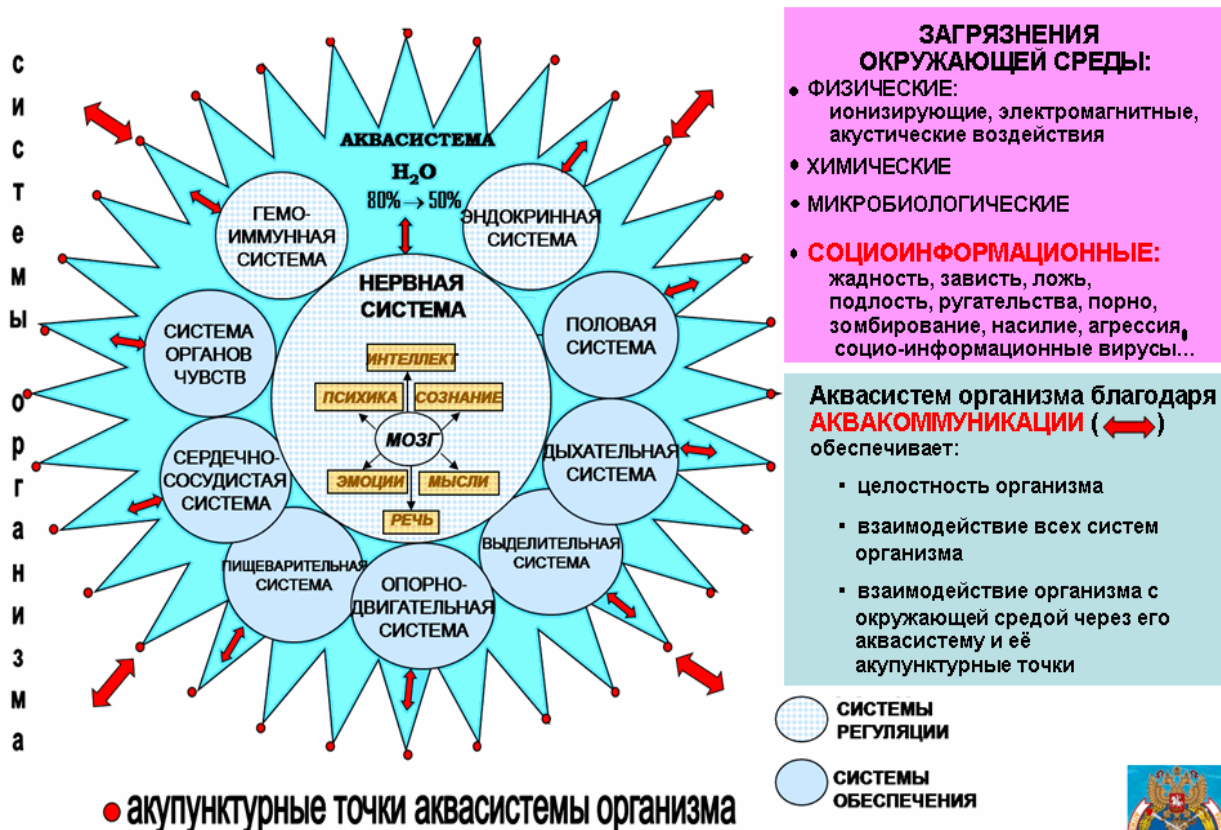 системы организма
АКВАСИСТЕМА
H₂O
80% → 50%
ГЕМО-
ИММУННАЯ
СИСТЕМА
ЭНДОКРИННАЯ
СИСТЕМА
НЕРВНАЯ
СИСТЕМА
СИСТЕМА
ОРГАНОВ
ЧУВСТВ
ПОЛОВАЯ
СИСТЕМА
ИНТЕЛЛЕКТ
ПСИХИКА
СОЗНАНИЕ
МОЗГ
ЭМОЦИИ
МЫСЛИ
РЕЧЬ
СЕРДЕЧНО-
СОСУДИСТАЯ
СИСТЕМА
ДЫХАТЕЛЬНАЯ
СИСТЕМА
ПИЩЕВАРИТЕЛЬНАЯ
СИСТЕМА
ОПОРНО-
ДВИГАТЕЛЬНАЯ
СИСТЕМА
ВЫДЕЛИТЕЛЬНАЯ
СИСТЕМА
• акупунктурные точки аквасистемы организма
ЗАГРЯЗНЕНИЯ
ОКРУЖАЮЩЕЙ СРЕДЫ:
• ФИЗИЧЕСКИЕ:
ионизирующие, электромагнитные,
акустические воздействия
• ХИМИЧЕСКИЕ
• МИКРОБИОЛОГИЧЕСКИЕ
• СОЦИОИНФОРМАЦИОННЫЕ:
жадность, зависть, ложь,
подлость, ругательства, порно,
зомбирование, насилие, агрессия,
социо-информационные вирусы...
Аквасистем организма благодаря
АКВАКОММУНИКАЦИИ (⟷)
обеспечивает:
▪ целостность организма
▪ взаимодействие всех систем
организма
▪ взаимодействие организма с
окружающей средой через его
аквасистему и её
акупунктурные точки
СИСТЕМЫ
РЕГУЛЯЦИИ
СИСТЕМЫ
ОБЕСПЕЧЕНИЯ